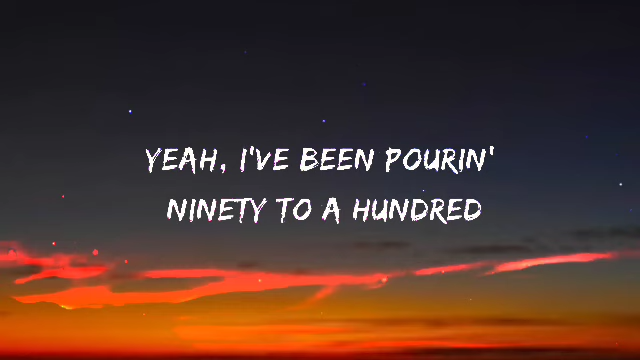 YEAH, I'VE BEEN POURIN'
NINETY TO A HUNDRED